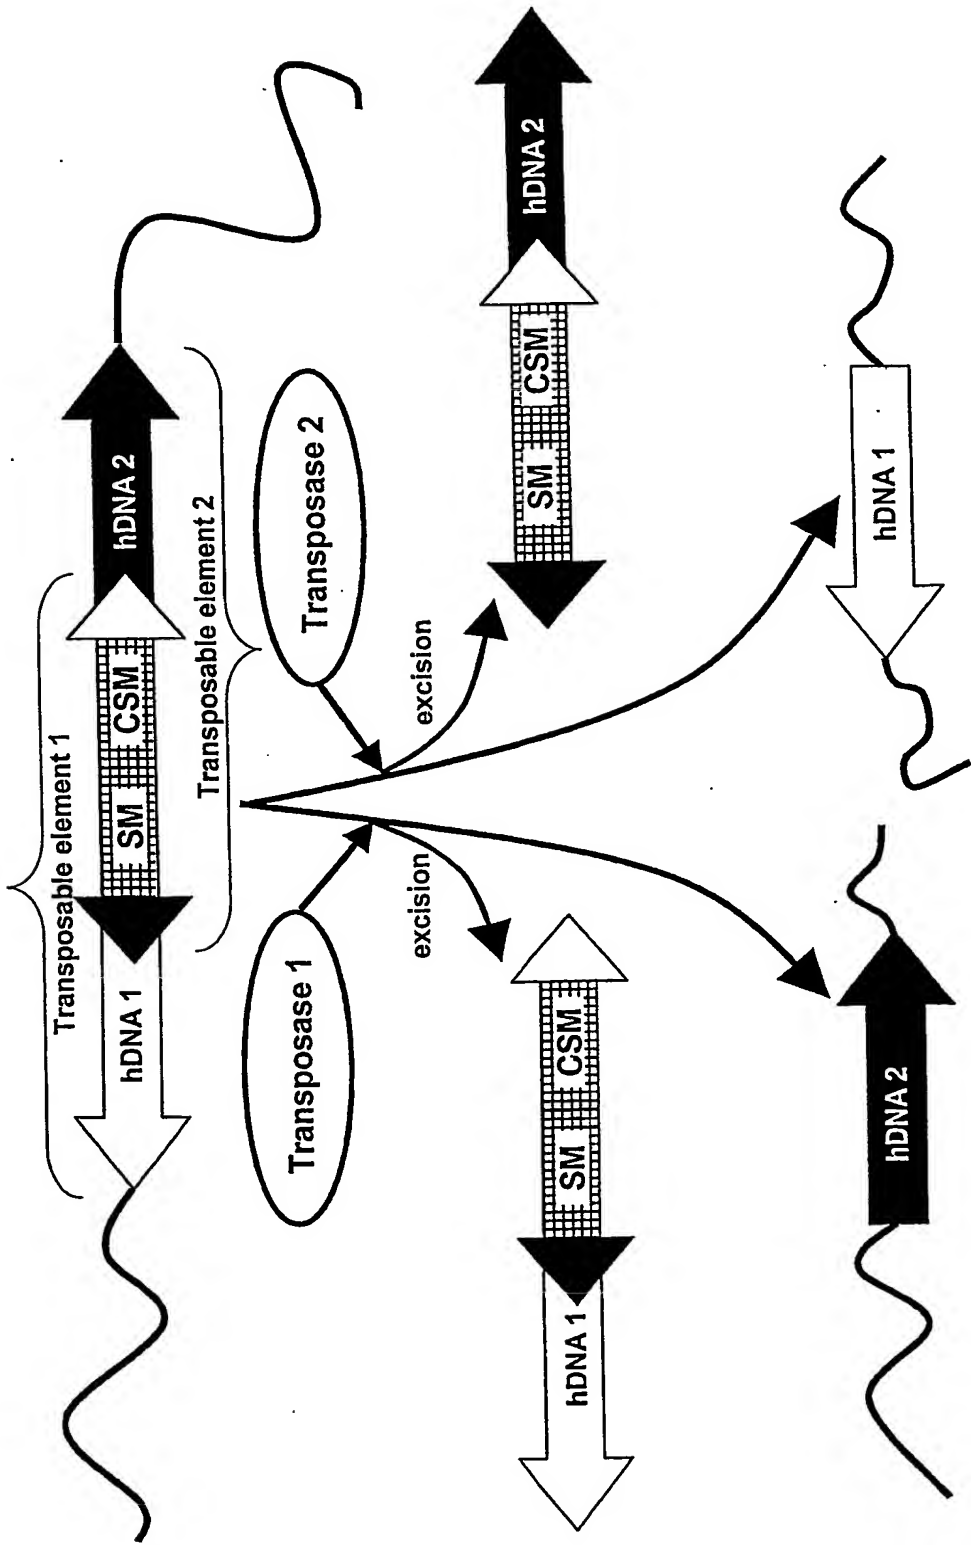 Transposable element 1
hDNA 1
SM
CSM
hDNA 2
Transposable element 2
Transposase 1
Transposase 2
excision
excision
hDNA 1
SM
CSM
SM
CSM
hDNA 2
hDNA 2
hDNA 1